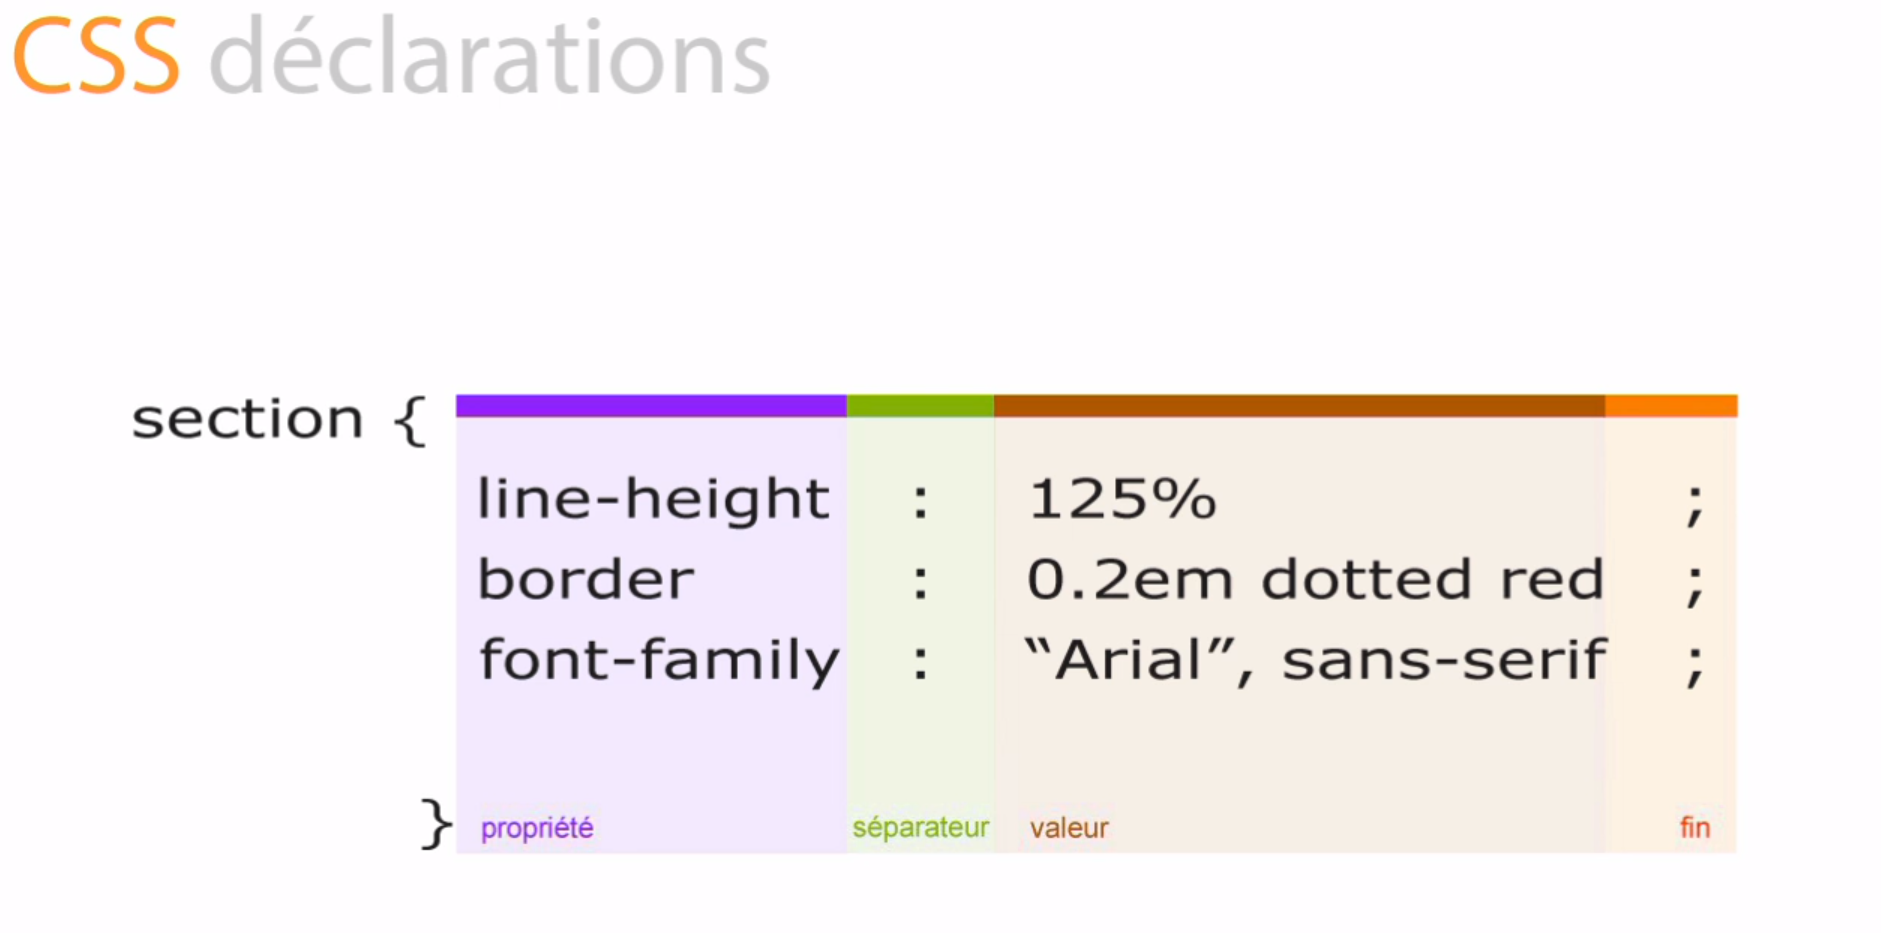 CSS déclarations
section {
line-height : 125% ;
border : 0.2em dotted red ;
font-family : “Arial”, sans-serif ;
} propriété séparateur valeur fin